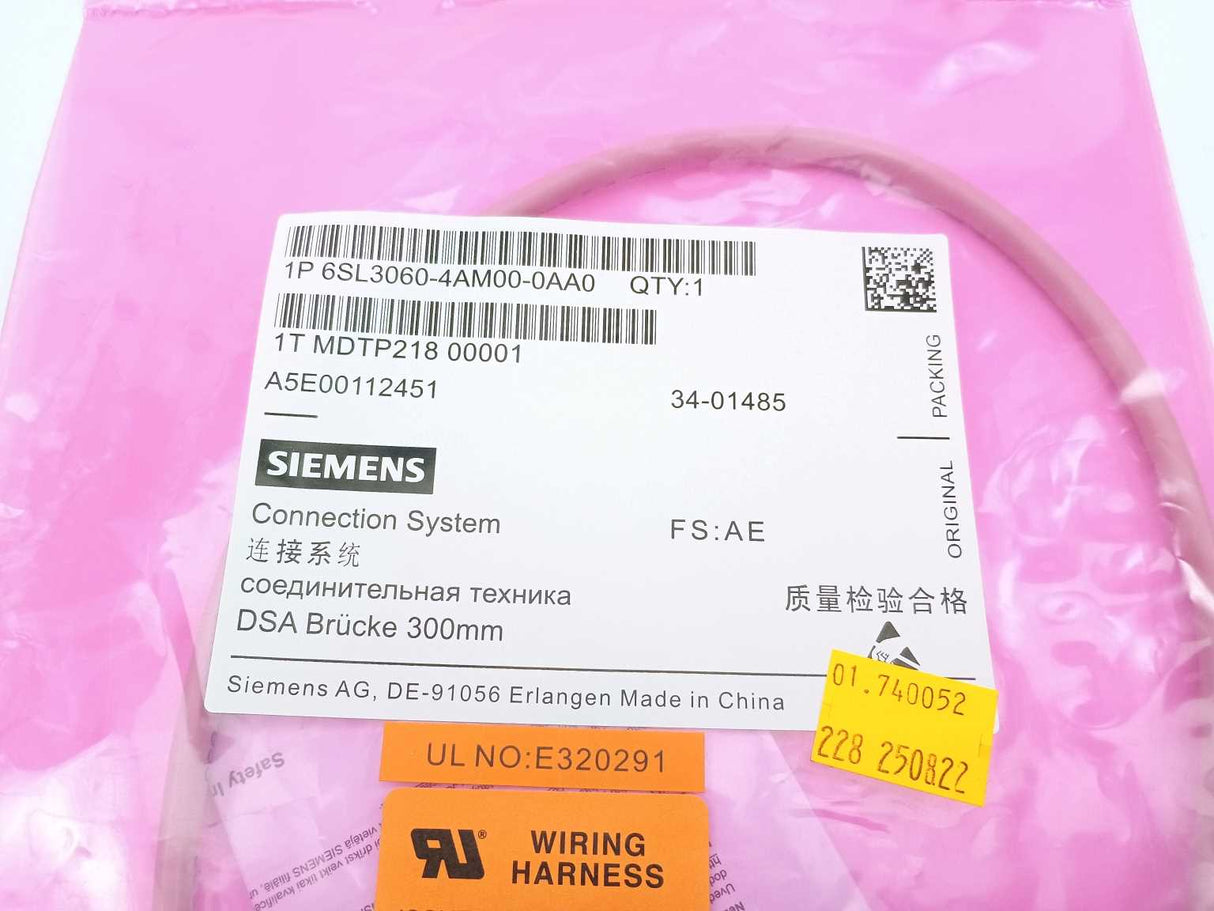 1P 6SL3060-4AM00-0AA0 QTY:1
1T MDTP218 00001
A5E00112451
34-01485
ORIGINAL PACKING
SIEMENS
Connection System
FS:AE
连接系统
соединительная техника
质量检验合格
DSA Brücke 300mm
Siemens AG, DE-91056 Erlangen Made in China
01.740052
228 250822
UL NO:E320291
Safety
WIRING
HARNESS